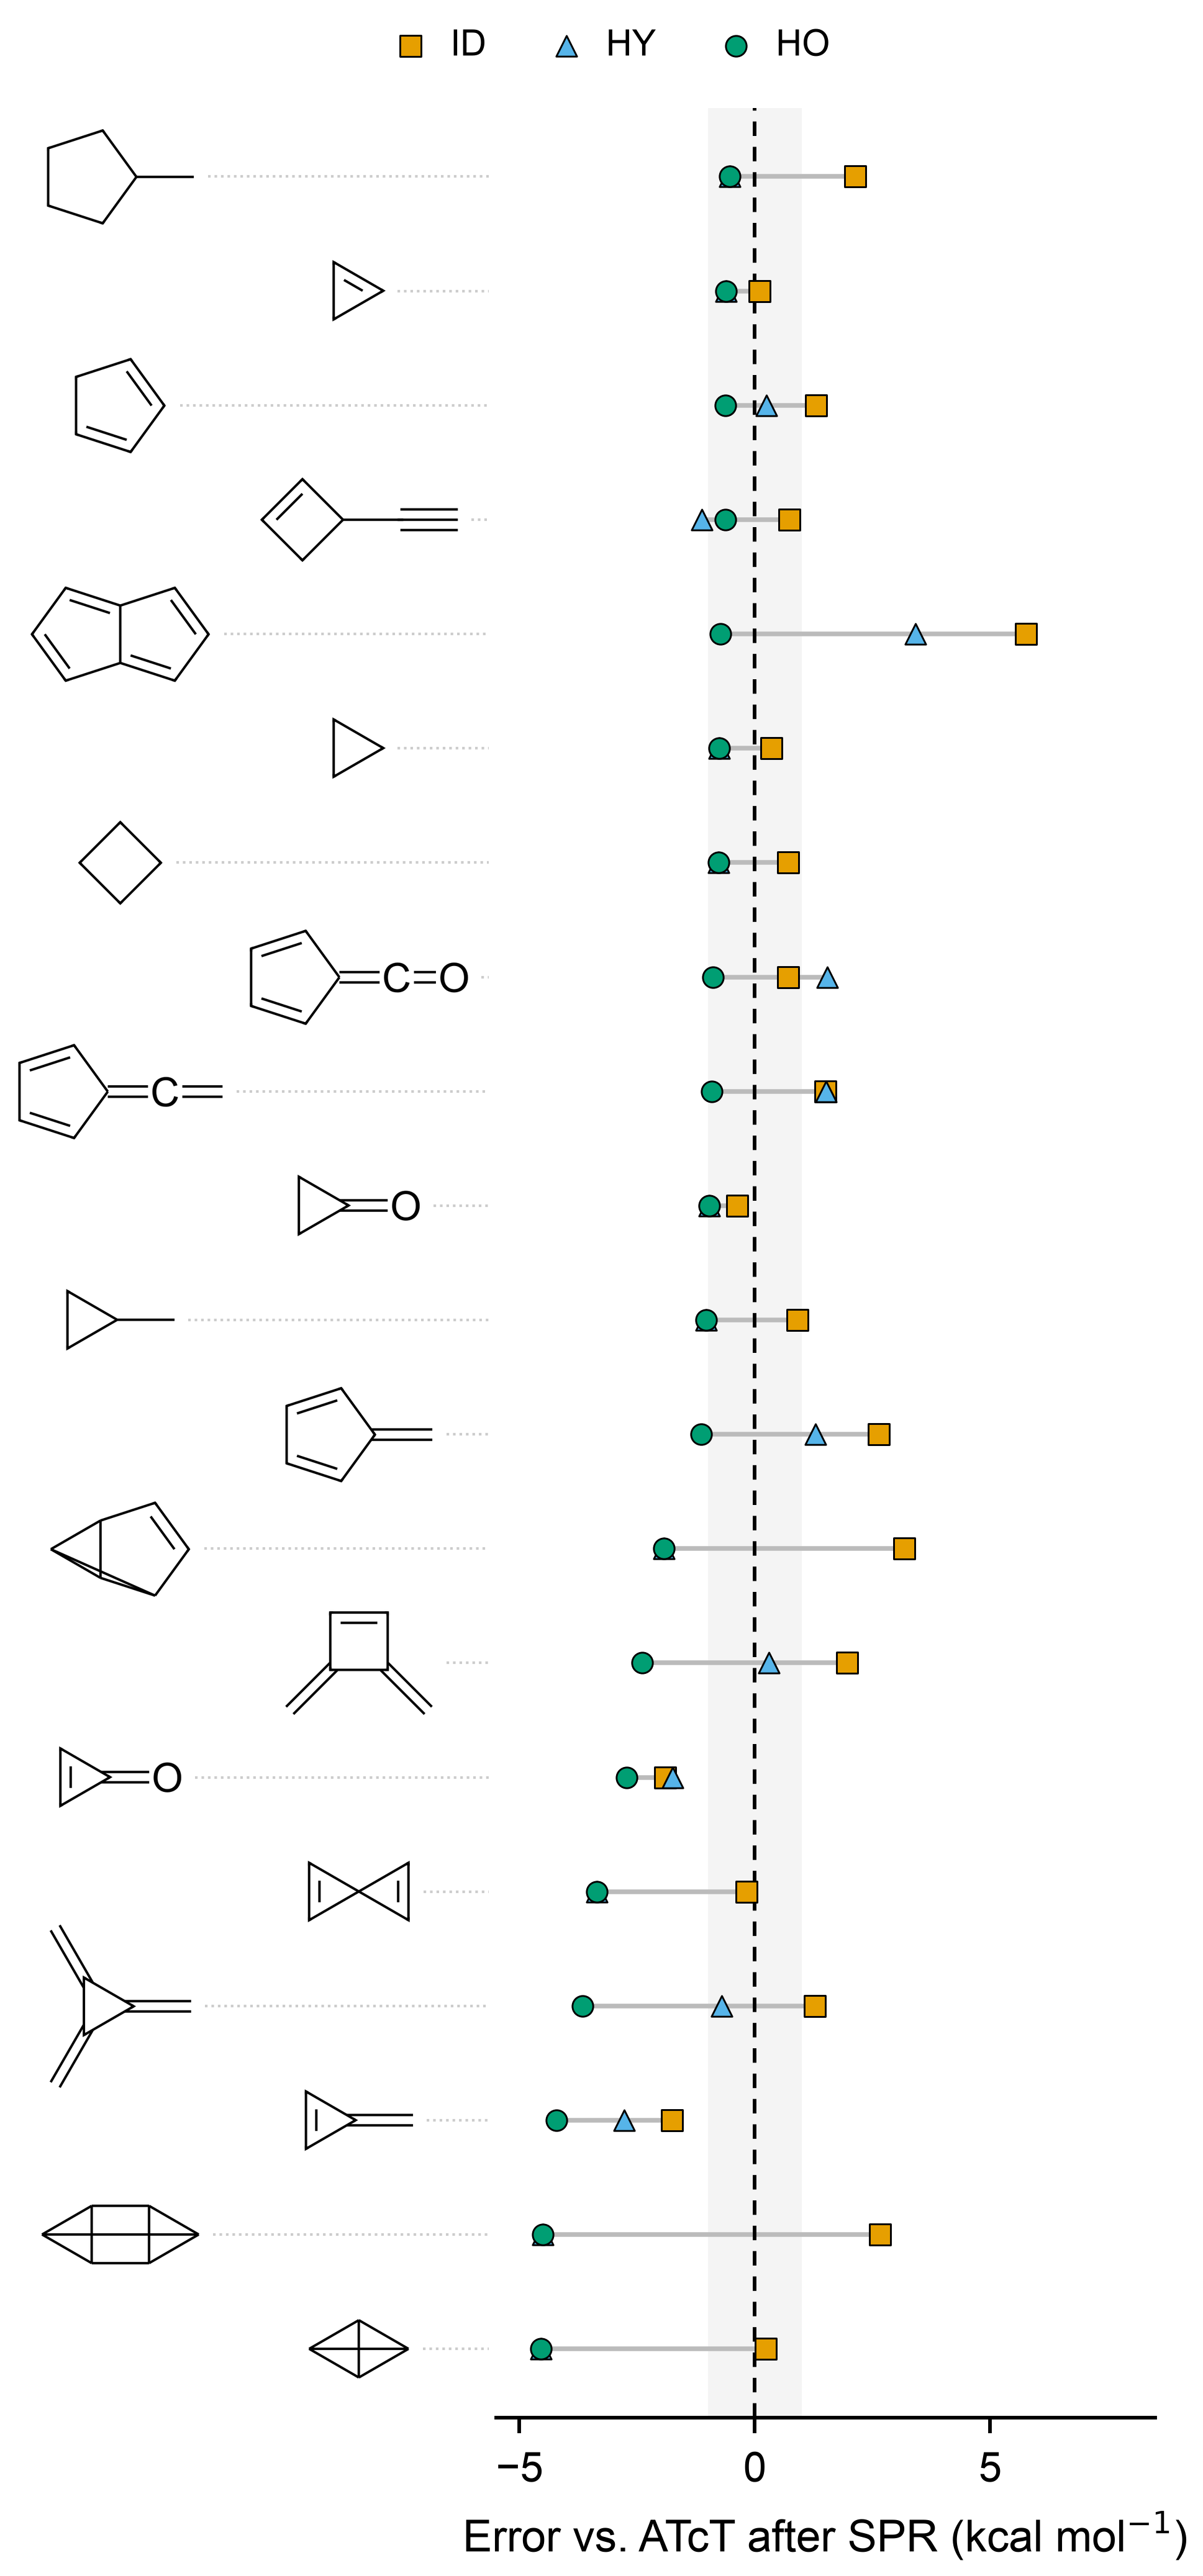 ID HY HO
C=O
C
O
O
−5 0 5
Error vs. ATcT after SPR (kcal mol⁻¹)